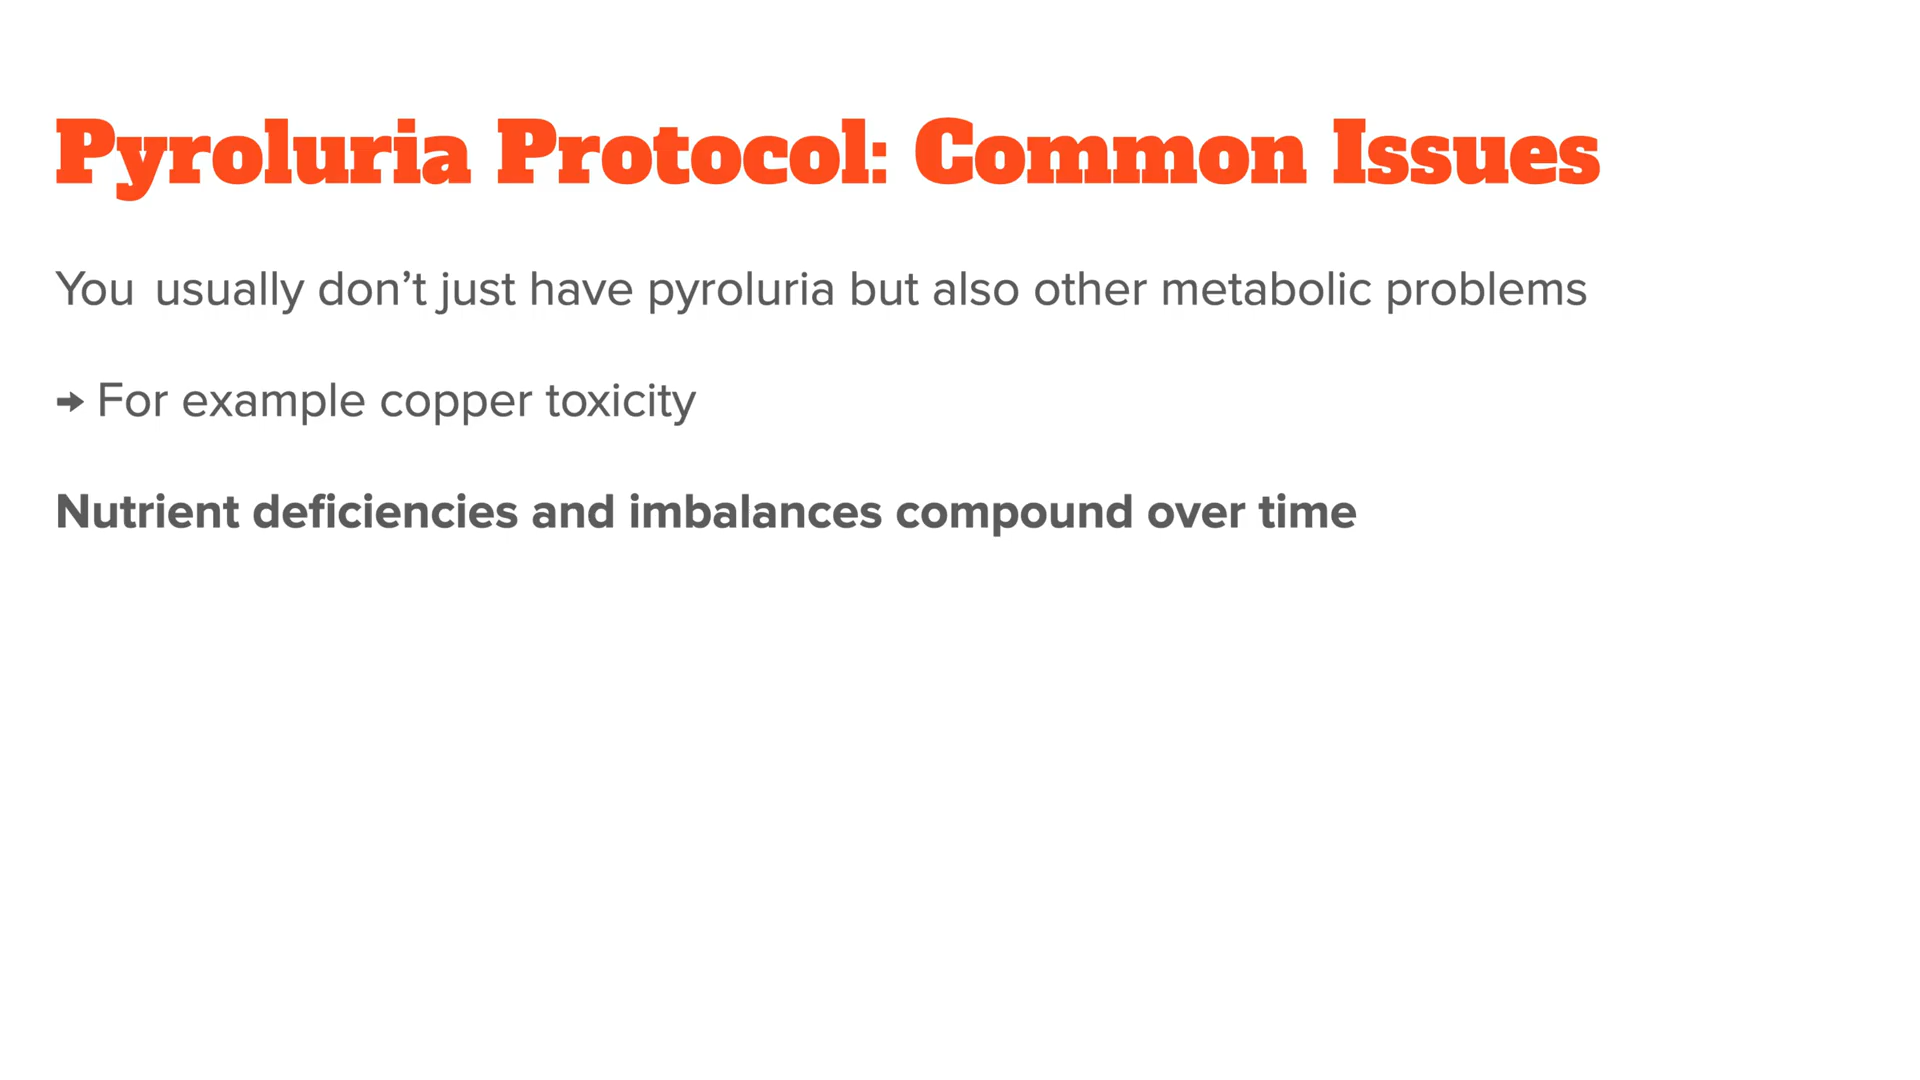 Pyroluria Protocol: Common Issues
You usually don’t just have pyroluria but also other metabolic problems
➜ For example copper toxicity
Nutrient deficiencies and imbalances compound over time